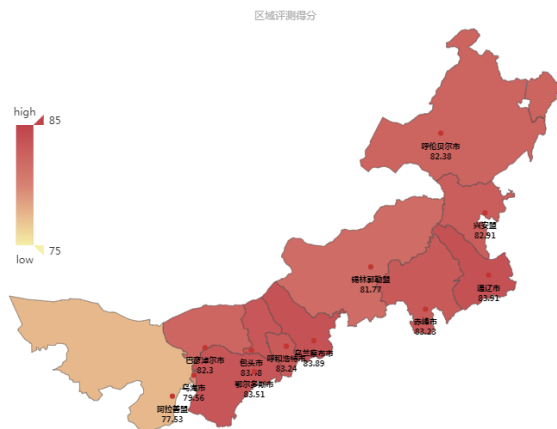 区域评测得分
high
85
75
low
呼伦贝尔市
82.38
兴安盟
82.91
锡林郭勒盟
81.77
通辽市
83.91
赤峰市
83.23
乌兰察布市
83.89
呼和浩特市
83.24
包头市
巴彦淖尔市
82.3
鄂尔多斯市
83.51
乌海市
79.56
阿拉善盟
77.53